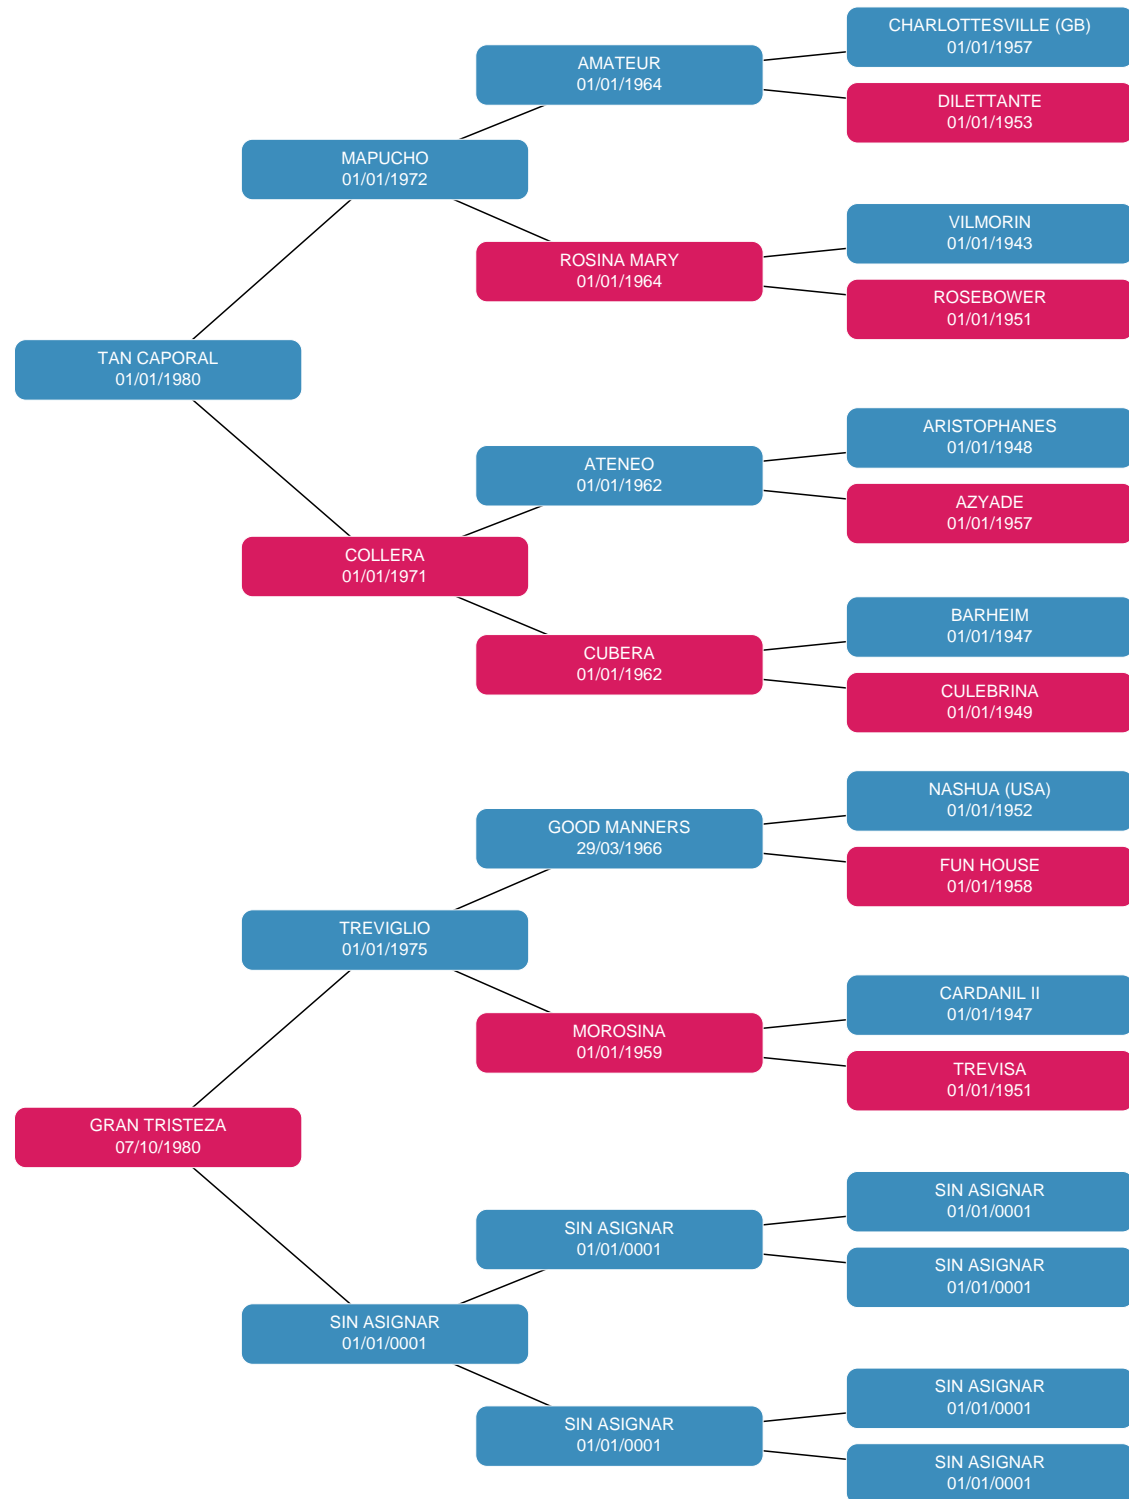 CHARLOTTESVILLE (GB)
01/01/1957
AMATEUR
01/01/1964
DILETTANTE
01/01/1953
MAPUCHO
01/01/1972
VILMORIN
01/01/1943
ROSINA MARY
01/01/1964
ROSEBOWER
01/01/1951
TAN CAPORAL
01/01/1980
ARISTOPHANES
01/01/1948
ATENEO
01/01/1962
AZYADE
01/01/1957
COLLERA
01/01/1971
BARHEIM
01/01/1947
CUBERA
01/01/1962
CULEBRINA
01/01/1949
NASHUA (USA)
01/01/1952
GOOD MANNERS
29/03/1966
FUN HOUSE
01/01/1958
TREVIGLIO
01/01/1975
CARDANIL II
01/01/1947
MOROSINA
01/01/1959
TREVISA
01/01/1951
GRAN TRISTEZA
07/10/1980
SIN ASIGNAR
01/01/0001
SIN ASIGNAR
01/01/0001
SIN ASIGNAR
01/01/0001
SIN ASIGNAR
01/01/0001
SIN ASIGNAR
01/01/0001
SIN ASIGNAR
01/01/0001
SIN ASIGNAR
01/01/0001